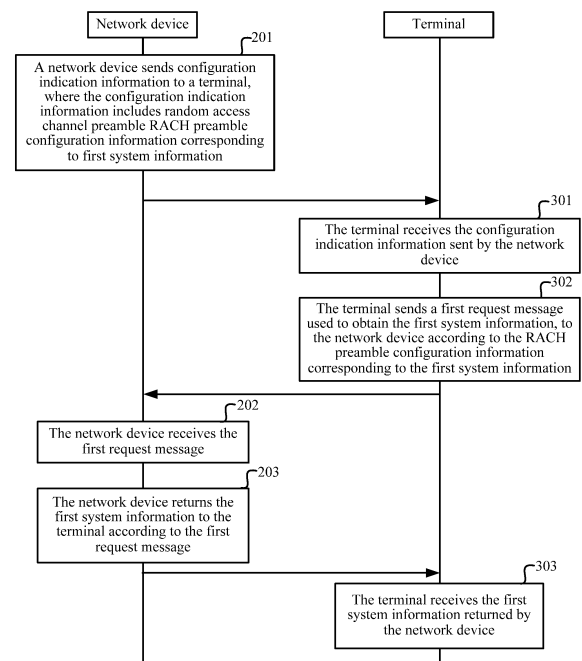 Network device
Terminal
201
A network device sends configuration
indication information to a terminal,
where the configuration indication
information includes random access
channel preamble RACH preamble
configuration information corresponding
to first system information
301
The terminal receives the configuration
indication information sent by the network
device
302
The terminal sends a first request message
used to obtain the first system information, to
the network device according to the RACH
preamble configuration information
corresponding to the first system information
202
The network device receives the
first request message
203
The network device returns the
first system information to the
terminal according to the first
request message
303
The terminal receives the first
system information returned by
the network device